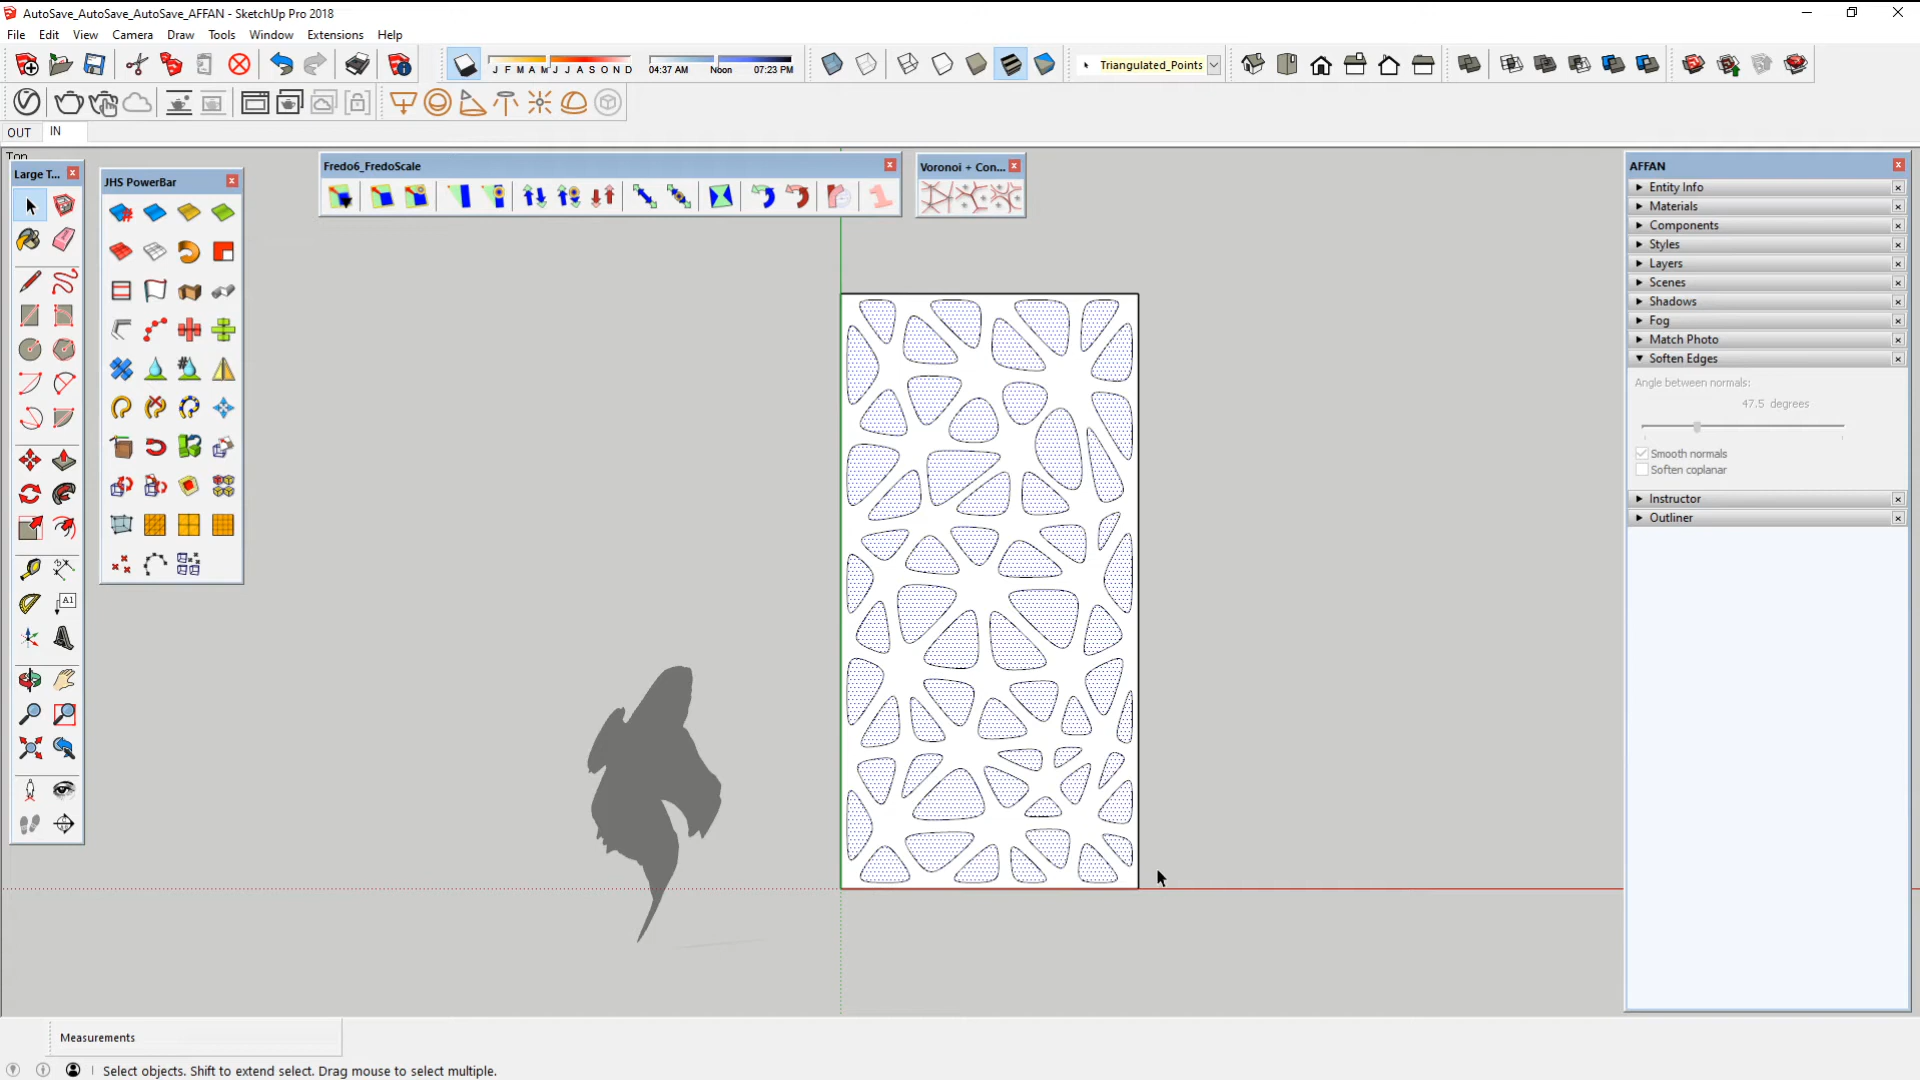 AutoSave_AutoSave_AutoSave_AFFAN - SketchUp Pro 2018
File Edit View Camera Draw Tools Window Extensions Help
J F M A M J J A S O N D
04:37 AM Noon 07:23 PM
Triangulated_Points
OUT IN
Top
Large T...
JHS PowerBar
Fredo6_FredoScale
Voronoi + Con...
A1
AFFAN
Entity Info
Materials
Components
Styles
Layers
Scenes
Shadows
Fog
Match Photo
Soften Edges
Angle between normals:
47.5 degrees
Smooth normals
Soften coplanar
Instructor
Outliner
Measurements
Select objects. Shift to extend select. Drag mouse to select multiple.